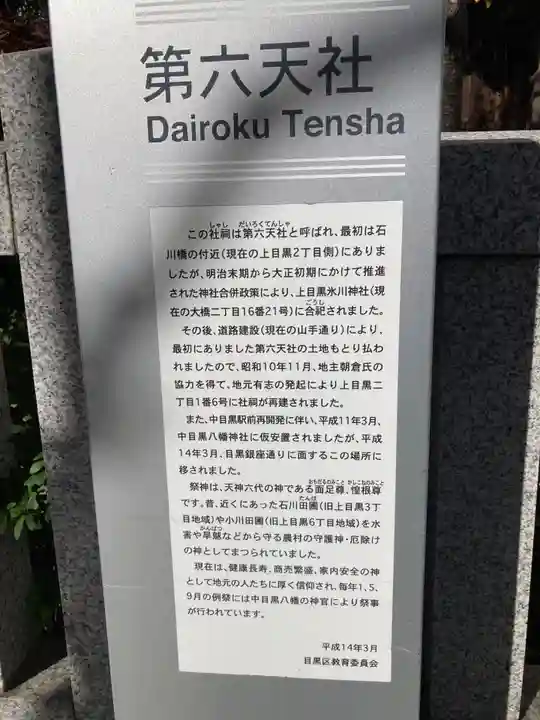 第六天社
Dairoku Tensha
この社祠は第六天社と呼ばれ、最初は石
川橋の付近(現在の上目黒2丁目側)にありま
したが、明治末期から大正初期にかけて推進
された神社合併政策により、上目黒氷川神社(現
在の大橋二丁目16番21号)に合祀されました。
その後、道路建設(現在の山手通り)により、
最初にありました第六天社の土地もとり払わ
れましたので、昭和10年11月、地主朝倉氏の
協力を得て、地元有志の発起により上目黒二
丁目1番6号に社祠が再建されました。
また、中目黒駅前再開発に伴い、平成11年3月、
中目黒八幡神社に仮安置されましたが、平成
14年3月、目黒銀座通りに面するこの場所に
移されました。
祭神は、天神六代の神である面足尊、惶根尊
です。昔、近くにあった石川田圃(旧上目黒3丁
目地域)や小川田圃(旧上目黒6丁目地域)を水
害や旱魃などから守る農村の守護神・厄除け
の神としてまつられていました。
現在は、健康長寿、商売繁盛、家内安全の神
として地元の人たちに厚く信仰され、毎年1、5、
9月の例祭には中目黒八幡の神官により祭事
が行われています。
平成14年3月
目黒区教育委員会